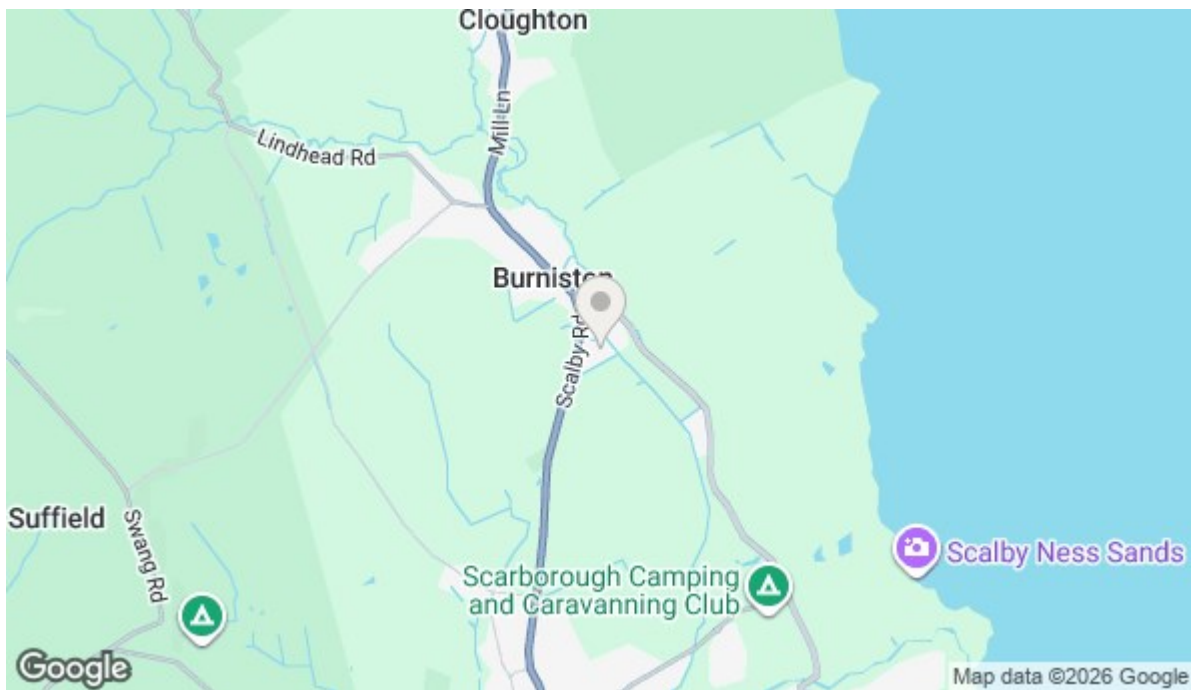 Cloughton
Mill Ln
Lindhead Rd
Burniston
Scalby Rd
Suffield
Swang Rd
Scalby Ness Sands
Scarborough Camping
and Caravanning Club
Google
Map data ©2026 Google